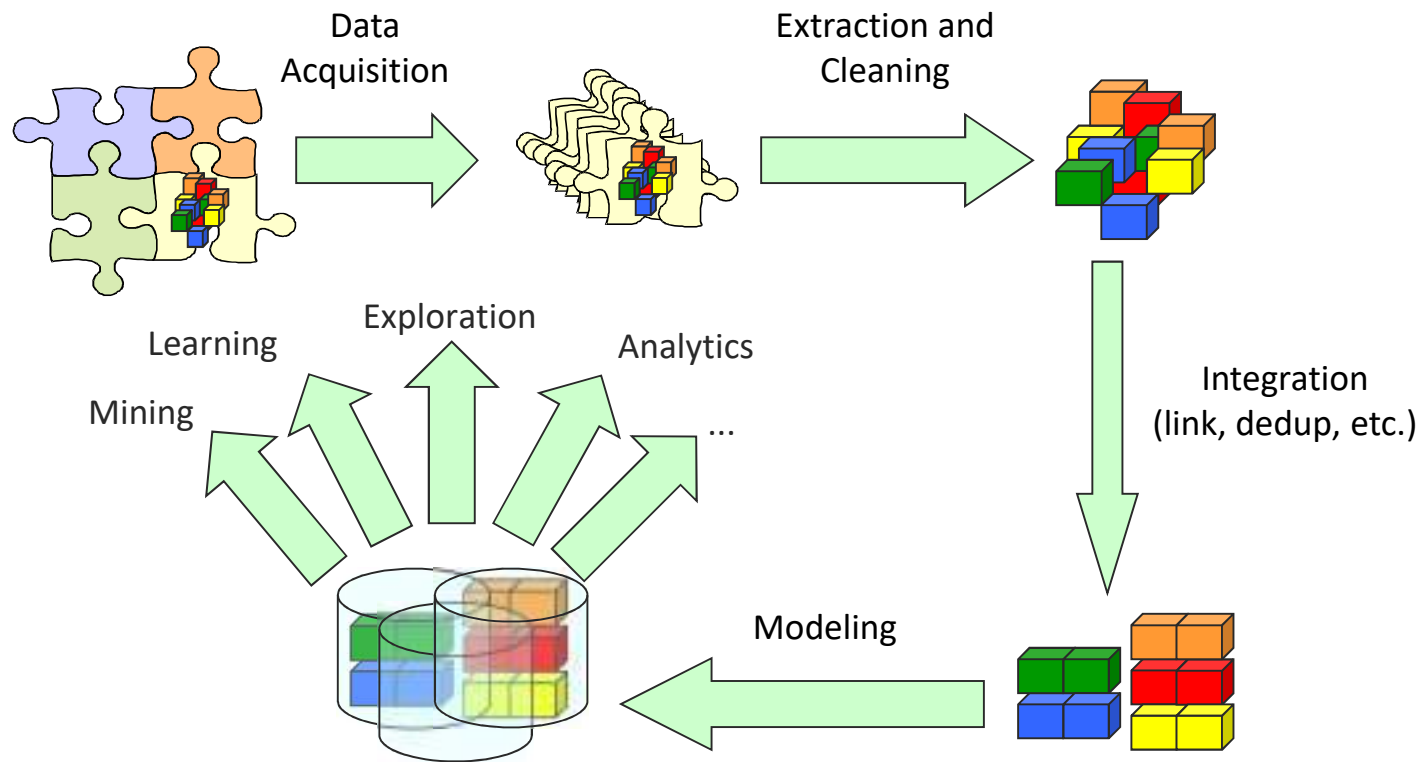 Data
Acquisition
Extraction and
Cleaning
Integration
(link, dedup, etc.)
Modeling
Mining
Learning
Exploration
Analytics
...